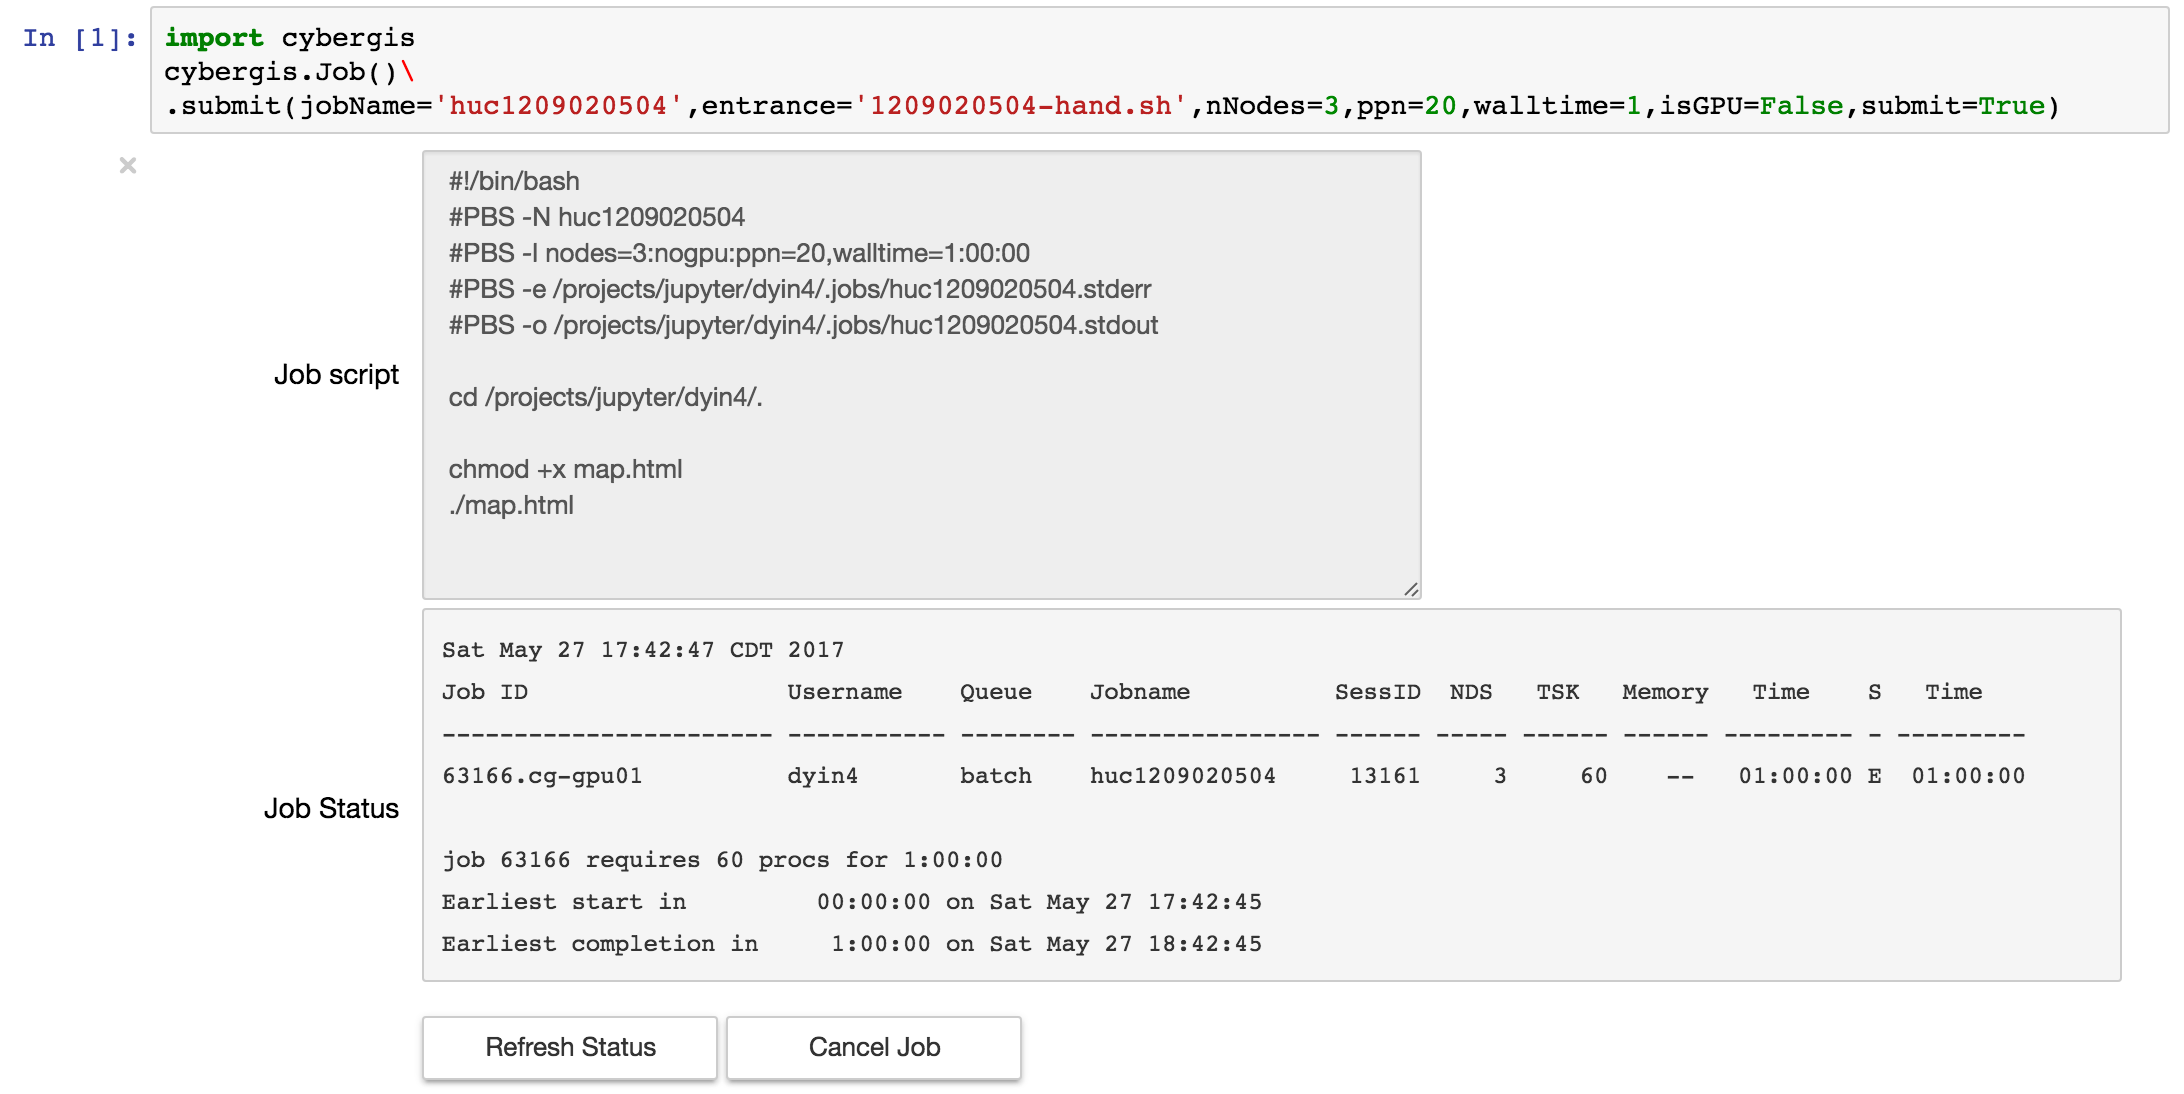 In [1]:
import cybergis
cybergis.Job()\
.submit(jobName='huc1209020504',entrance='1209020504-hand.sh',nNodes=3,ppn=20,walltime=1,isGPU=False,submit=True)
×
Job script
#!/bin/bash
#PBS -N huc1209020504
#PBS -l nodes=3:nogpu:ppn=20,walltime=1:00:00
#PBS -e /projects/jupyter/dyin4/.jobs/huc1209020504.stderr
#PBS -o /projects/jupyter/dyin4/.jobs/huc1209020504.stdout
cd /projects/jupyter/dyin4/.
chmod +x map.html
./map.html
Job Status
Sat May 27 17:42:47 CDT 2017
Job ID                  Username    Queue    Jobname          SessID  NDS   TSK   Memory   Time    S   Time
----------------------- ----------- -------- ---------------- ------ ----- ------ ------ --------- - ---------
63166.cg-gpu01          dyin4       batch    huc1209020504     13161     3     60    --   01:00:00 E  01:00:00
job 63166 requires 60 procs for 1:00:00
Earliest start in         00:00:00 on Sat May 27 17:42:45
Earliest completion in     1:00:00 on Sat May 27 18:42:45
Refresh Status
Cancel Job